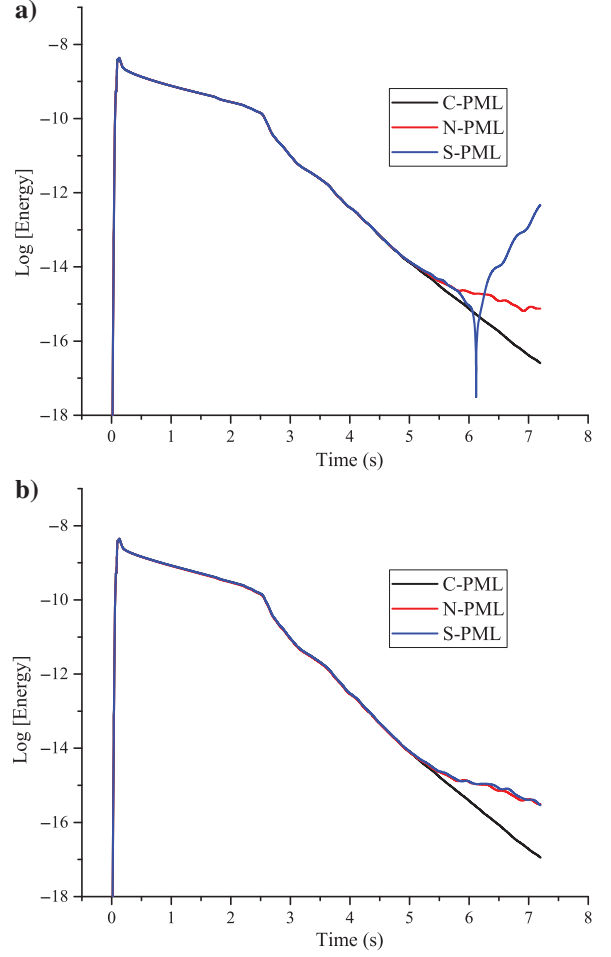 a)
−8
−10
−12
−14
−16
−18
Log [Energy]
C-PML
N-PML
S-PML
0 1 2 3 4 5 6 7 8
Time (s)
b)
−8
−10
−12
−14
−16
−18
Log [Energy]
C-PML
N-PML
S-PML
0 1 2 3 4 5 6 7 8
Time (s)